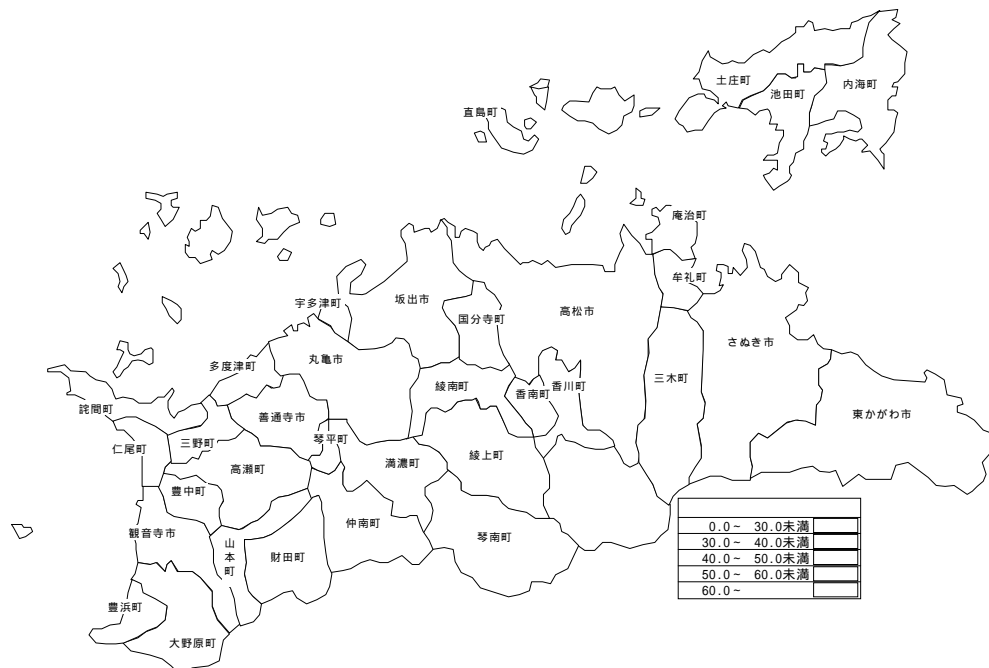 土庄町
池田町
内海町
直島町
庵治町
牟礼町
宇多津町
坂出市
国分寺町
高松市
さぬき市
多度津町
丸亀市
綾南町
香南町
香川町
三木町
東かがわ市
詫間町
仁尾町
三野町
善通寺市
琴平町
満濃町
綾上町
高瀬町
豊中町
観音寺市
山本町
財田町
仲南町
琴南町
豊浜町
大野原町
0.0~ 30.0未満
30.0~ 40.0未満
40.0~ 50.0未満
50.0~ 60.0未満
60.0~